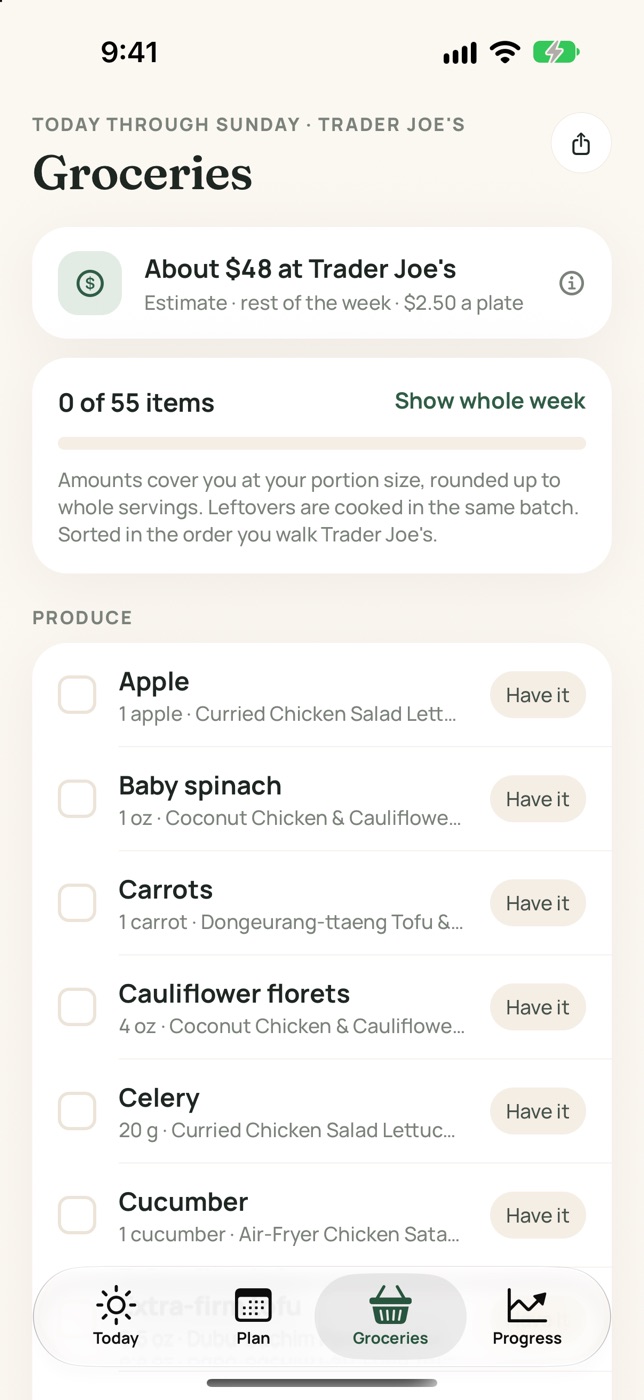 9:41
TODAY THROUGH SUNDAY · TRADER JOE'S
Groceries
$
About $48 at Trader Joe's
Estimate · rest of the week · $2.50 a plate
0 of 55 items
Show whole week
Amounts cover you at your portion size, rounded up to
whole servings. Leftovers are cooked in the same batch.
Sorted in the order you walk Trader Joe's.
PRODUCE
Apple
1 apple · Curried Chicken Salad Lett…
Have it
Baby spinach
1 oz · Coconut Chicken & Cauliflowe…
Have it
Carrots
1 carrot · Dongeurang-ttaeng Tofu &…
Have it
Cauliflower florets
4 oz · Coconut Chicken & Cauliflowe…
Have it
Celery
20 g · Curried Chicken Salad Lettuc…
Have it
Cucumber
1 cucumber · Air-Fryer Chicken Sata…
Have it
Today
Plan
Groceries
Progress